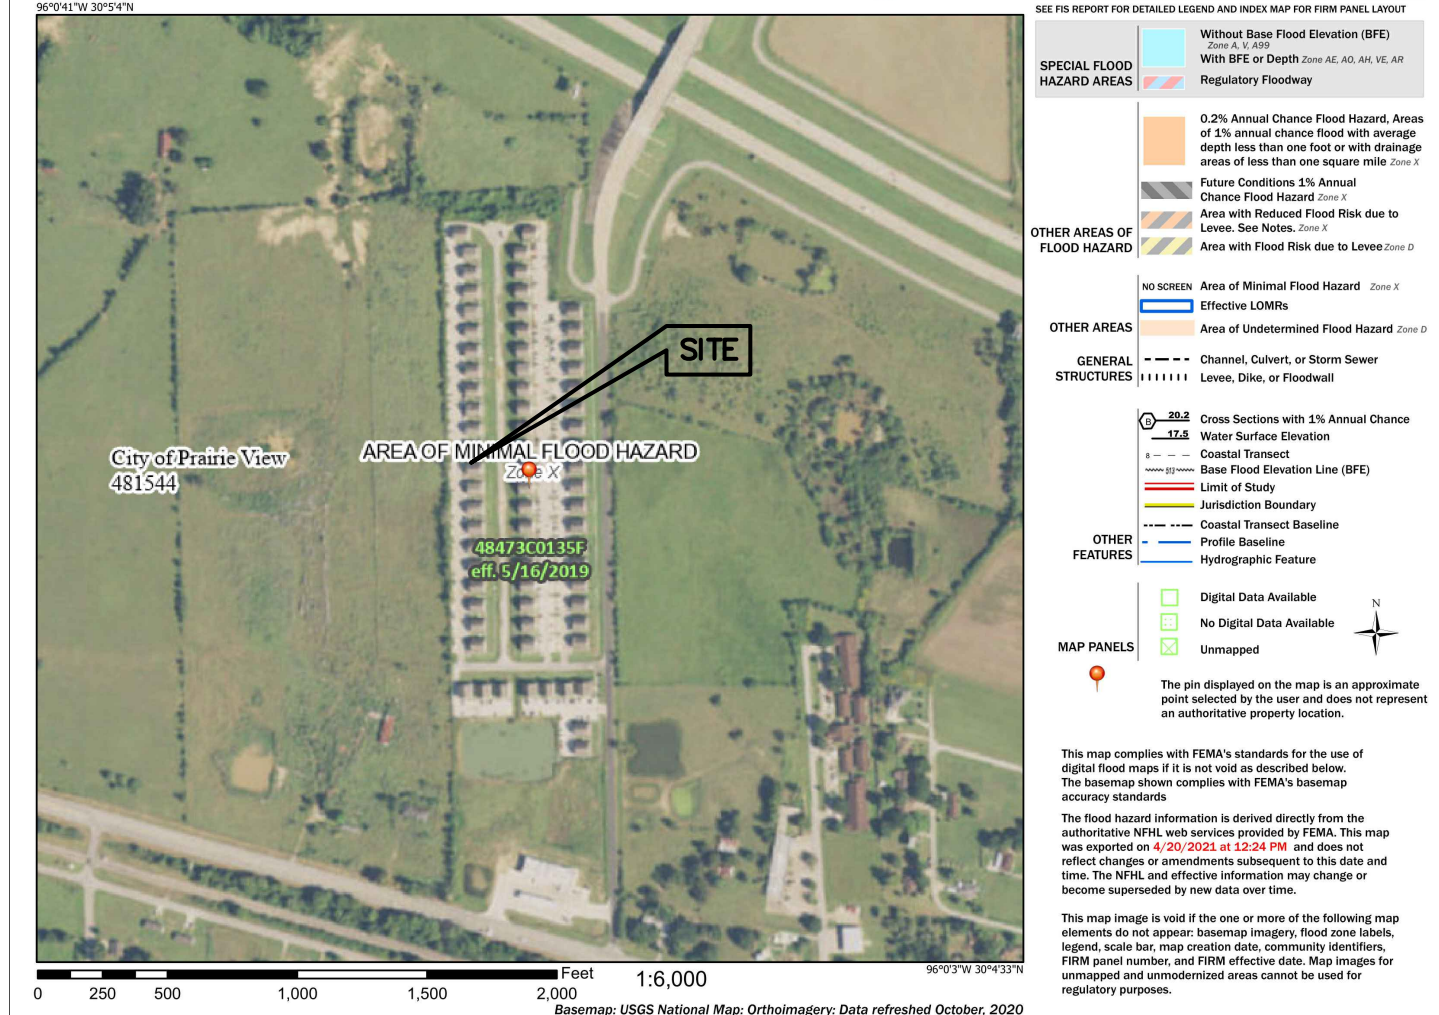 96°0'41"W 30°5'4"N
SITE
AREA OF MINIMAL FLOOD HAZARD
Zone X
City of Prairie View
481544
48473C0135F
eff. 5/16/2019
96°0'3"W 30°4'33"N
Feet
1:6,000
0 250 500 1,000 1,500 2,000
Basemap: USGS National Map: Orthoimagery: Data refreshed October, 2020
SEE FIS REPORT FOR DETAILED LEGEND AND INDEX MAP FOR FIRM PANEL LAYOUT
SPECIAL FLOOD
HAZARD AREAS
Without Base Flood Elevation (BFE)
Zone A, V, A99
With BFE or Depth Zone AE, AO, AH, VE, AR
Regulatory Floodway
0.2% Annual Chance Flood Hazard, Areas
of 1% annual chance flood with average
depth less than one foot or with drainage
areas of less than one square mile Zone X
Future Conditions 1% Annual
Chance Flood Hazard Zone X
Area with Reduced Flood Risk due to
Levee. See Notes. Zone X
Area with Flood Risk due to Levee Zone D
OTHER AREAS OF
FLOOD HAZARD
NO SCREEN Area of Minimal Flood Hazard Zone X
Effective LOMRs
OTHER AREAS
Area of Undetermined Flood Hazard Zone D
GENERAL
STRUCTURES
Channel, Culvert, or Storm Sewer
Levee, Dike, or Floodwall
B 20.2 Cross Sections with 1% Annual Chance
17.5 Water Surface Elevation
8 Coastal Transect
513 Base Flood Elevation Line (BFE)
Limit of Study
Jurisdiction Boundary
Coastal Transect Baseline
OTHER
FEATURES
Profile Baseline
Hydrographic Feature
Digital Data Available
No Digital Data Available
Unmapped
MAP PANELS
N
The pin displayed on the map is an approximate
point selected by the user and does not represent
an authoritative property location.
This map complies with FEMA's standards for the use of
digital flood maps if it is not void as described below.
The basemap shown complies with FEMA's basemap
accuracy standards
The flood hazard information is derived directly from the
authoritative NFHL web services provided by FEMA. This map
was exported on 4/20/2021 at 12:24 PM and does not
reflect changes or amendments subsequent to this date and
time. The NFHL and effective information may change or
become superseded by new data over time.
This map image is void if the one or more of the following map
elements do not appear: basemap imagery, flood zone labels,
legend, scale bar, map creation date, community identifiers,
FIRM panel number, and FIRM effective date. Map images for
unmapped and unmodernized areas cannot be used for
regulatory purposes.